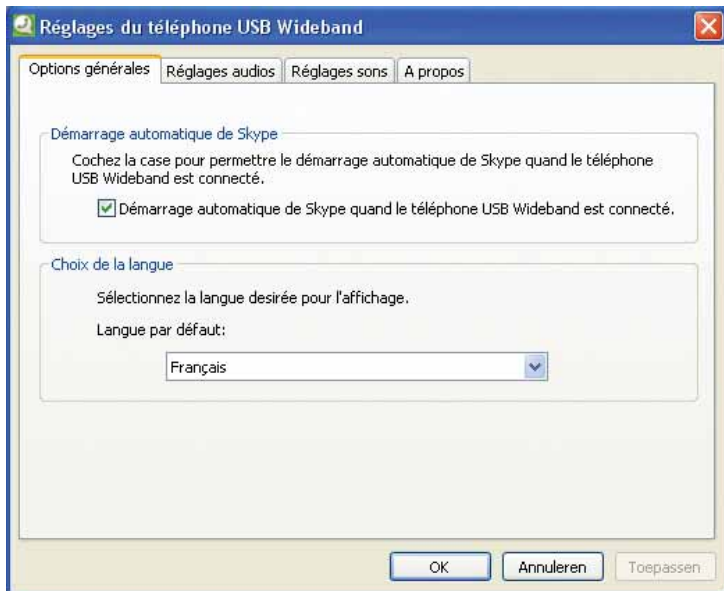 Réglages du téléphone USB Wideband
Options générales Réglages audios Réglages sons A propos
Démarrage automatique de Skype
Cochez la case pour permettre le démarrage automatique de Skype quand le téléphone
USB Wideband est connecté.
Démarrage automatique de Skype quand le téléphone USB Wideband est connecté.
Choix de la langue
Sélectionnez la langue desirée pour l'affichage.
Langue par défaut:
Français
OK Annuleren Toepassen